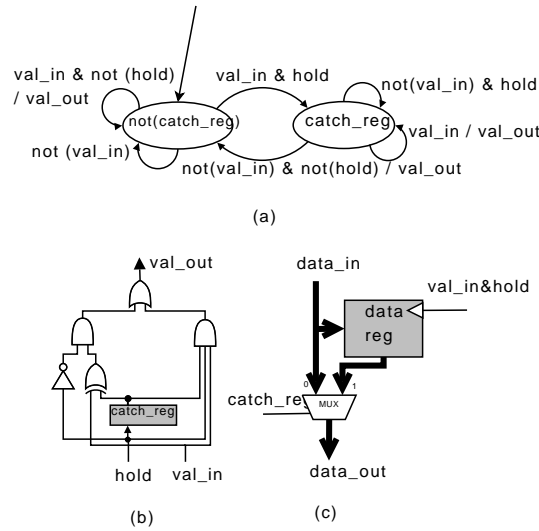 val_in & not (hold)
/ val_out
val_in & hold
not(val_in) & hold
not(catch_reg)
catch_reg
val_in / val_out
not (val_in)
not(val_in) & not(hold) / val_out
(a)
val_out
catch_reg
hold
val_in
(b)
data_in
val_in&hold
data
reg
0
1
catch_reg
MUX
data_out
(c)